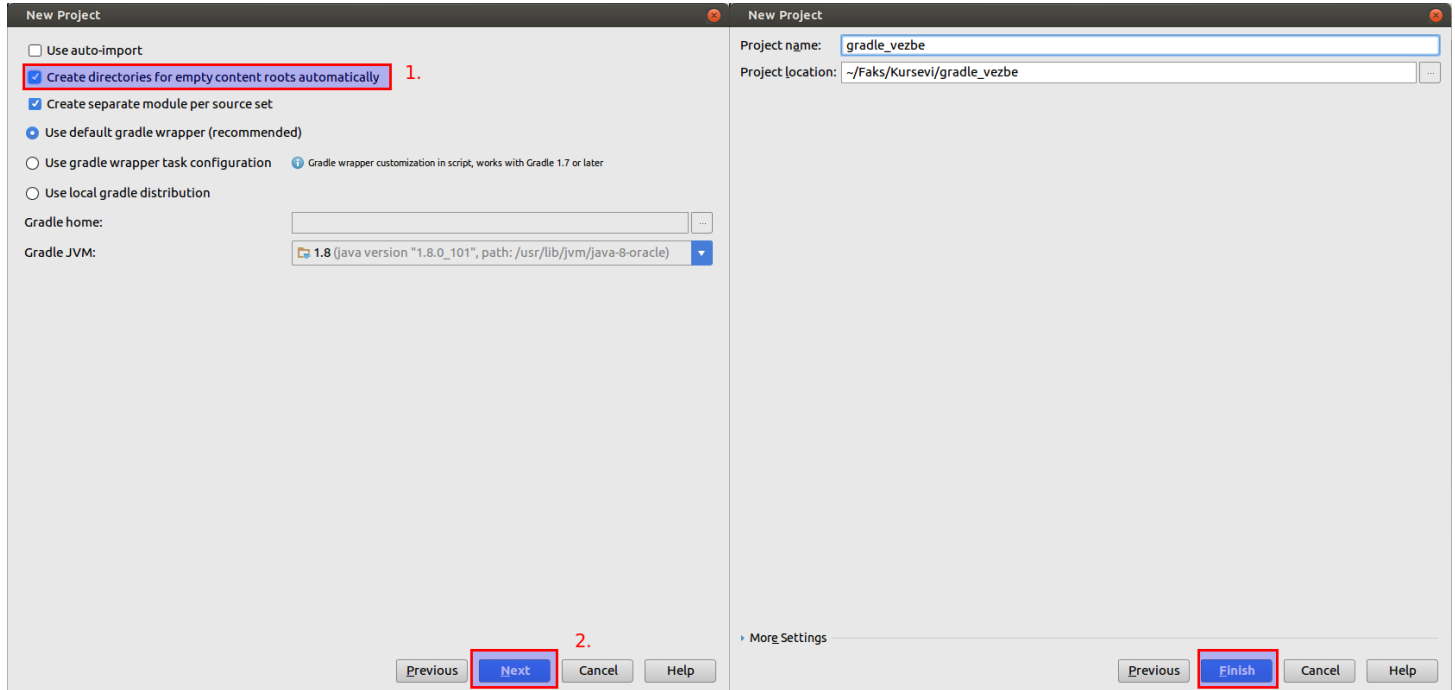 New Project
Use auto-import
Create directories for empty content roots automatically
1.
Create separate module per source set
Use default gradle wrapper (recommended)
Use gradle wrapper task configuration
Gradle wrapper customization in script, works with Gradle 1.7 or later
Use local gradle distribution
Gradle home:
...
Gradle JVM:
1.8 (java version "1.8.0_101", path: /usr/lib/jvm/java-8-oracle)
2.
Previous
Next
Cancel
Help
New Project
Project name:
gradle_vezbe
Project location:
~/Faks/Kursevi/gradle_vezbe
...
More Settings
Previous
Finish
Cancel
Help